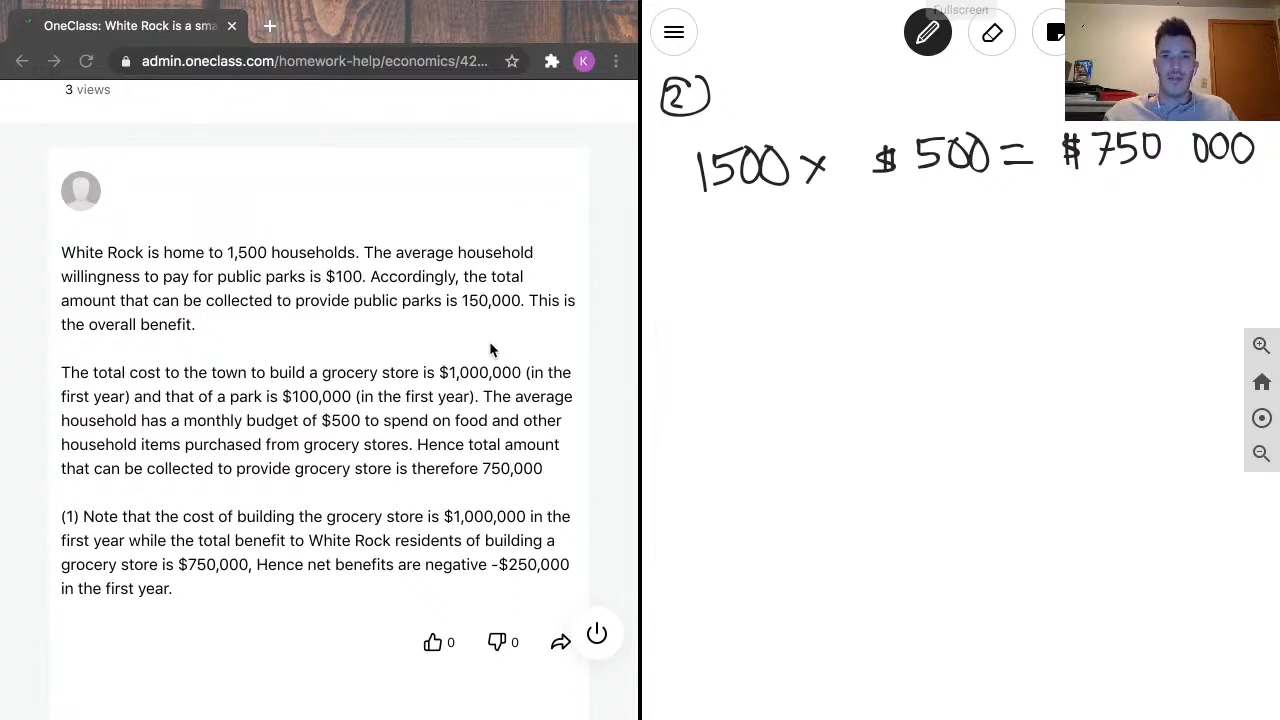 OneClass: White Rock is a sma
admin.oneclass.com/homework-help/economics/42...
K
3 views
White Rock is home to 1,500 households. The average household
willingness to pay for public parks is $100. Accordingly, the total
amount that can be collected to provide public parks is 150,000. This is
the overall benefit.
The total cost to the town to build a grocery store is $1,000,000 (in the
first year) and that of a park is $100,000 (in the first year). The average
household has a monthly budget of $500 to spend on food and other
household items purchased from grocery stores. Hence total amount
that can be collected to provide grocery store is therefore 750,000
(1) Note that the cost of building the grocery store is $1,000,000 in the
first year while the total benefit to White Rock residents of building a
grocery store is $750,000, Hence net benefits are negative -$250,000
in the first year.
0 0
Fullscreen
2
1500 x $ 500 = $ 750 000